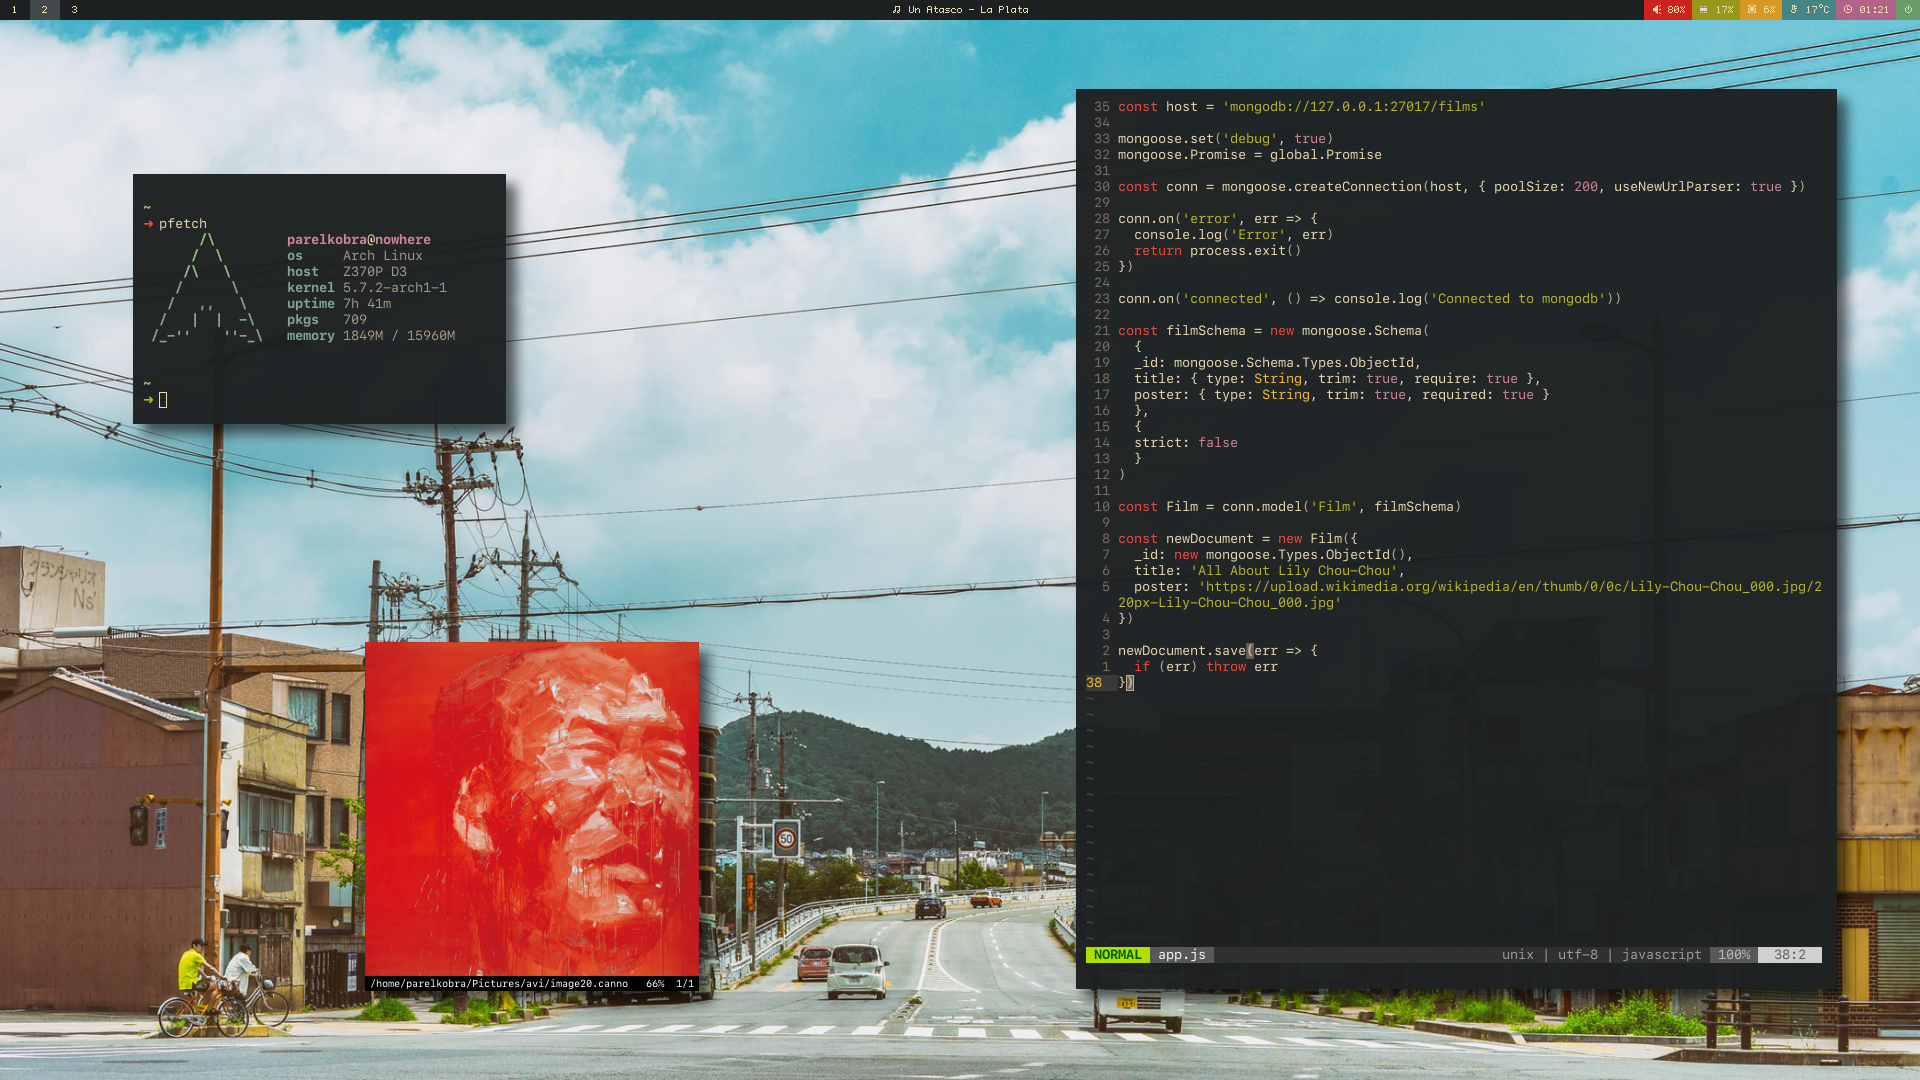 1 2 3
Un Atasco - La Plata
80% 17% 6% 17°C 01:21
~
➜ pfetch
/\ parelkobra@nowhere
/ \ os Arch Linux
/\ \ host Z370P D3
/ \ kernel 5.7.2-arch1-1
/ ,, \ uptime 7h 41m
/ | | -\ pkgs 709
/_-'' ''-_\ memory 1849M / 15960M
~
➜
35 const host = 'mongodb://127.0.0.1:27017/films'
34
33 mongoose.set('debug', true)
32 mongoose.Promise = global.Promise
31
30 const conn = mongoose.createConnection(host, { poolSize: 200, useNewUrlParser: true })
29
28 conn.on('error', err => {
27 console.log('Error', err)
26 return process.exit()
25 })
24
23 conn.on('connected', () => console.log('Connected to mongodb'))
22
21 const filmSchema = new mongoose.Schema(
20 {
19 _id: mongoose.Schema.Types.ObjectId,
18 title: { type: String, trim: true, require: true },
17 poster: { type: String, trim: true, required: true }
16 },
15 {
14 strict: false
13 }
12 )
11
10 const Film = conn.model('Film', filmSchema)
9
8 const newDocument = new Film({
7 _id: new mongoose.Types.ObjectId(),
6 title: 'All About Lily Chou-Chou',
5 poster: 'https://upload.wikimedia.org/wikipedia/en/thumb/0/0c/Lily-Chou-Chou_000.jpg/2
20px-Lily-Chou-Chou_000.jpg'
4 })
3
2 newDocument.save(err => {
1 if (err) throw err
38 })
NORMAL app.js unix | utf-8 | javascript 100% 38:2
グランシャリオ
Ns'
50
/home/parelkobra/Pictures/avi/image20.canno 66% 1/1